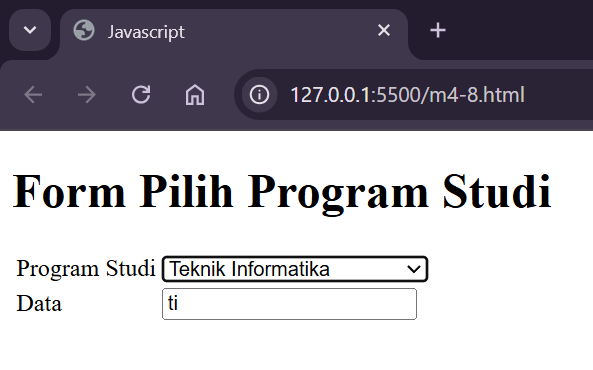 Javascript
127.0.0.1:5500/m4-8.html
Form Pilih Program Studi
Program Studi Teknik Informatika
Data ti